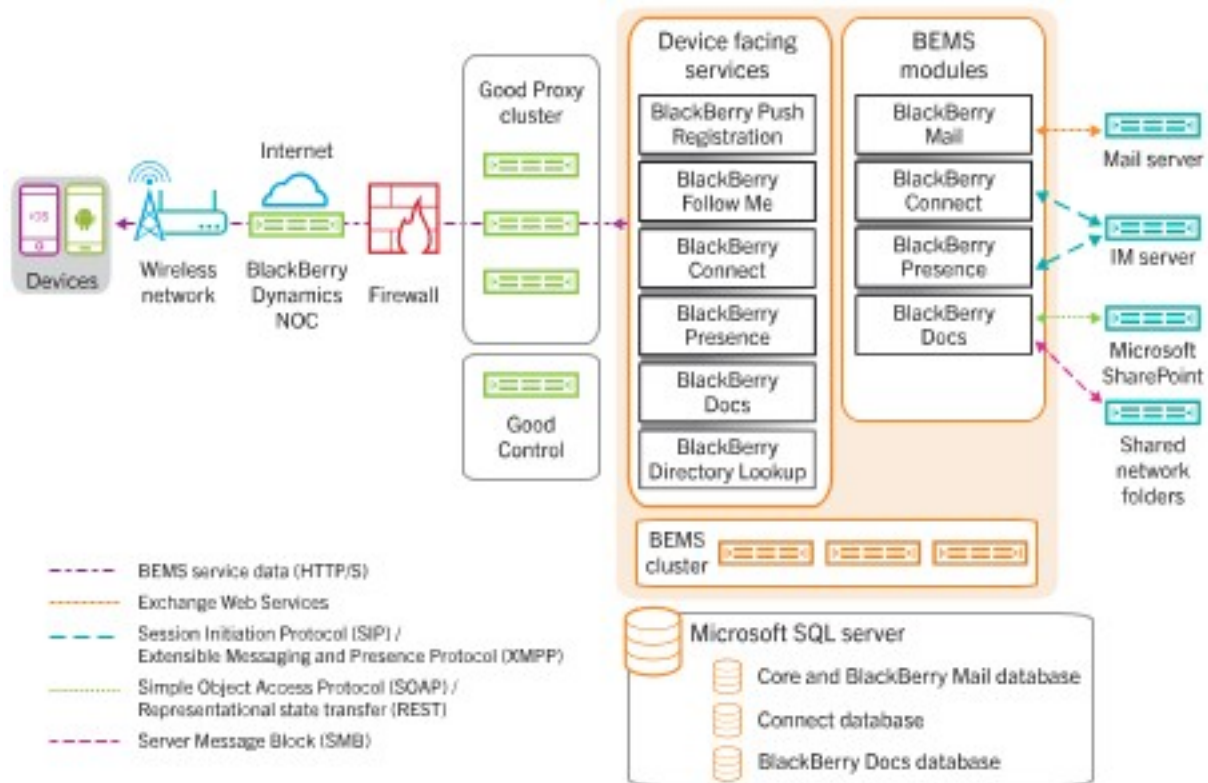 Device facing
services
BEMS
modules
Good Proxy
cluster
BlackBerry Push
Registration
BlackBerry
Mail
Mail server
Internet
BlackBerry
Follow Me
BlackBerry
Connect
iOS
Devices
Wireless
network
BlackBerry
Dynamics
NOC
Firewall
BlackBerry
Connect
BlackBerry
Presence
IM server
BlackBerry
Presence
BlackBerry
Docs
Microsoft
SharePoint
Good
Control
BlackBerry
Docs
BlackBerry
Directory Lookup
Shared
network
folders
BEMS
cluster
BEMS service data (HTTP/S)
Exchange Web Services
Session Initiation Protocol (SIP) /
Extensible Messaging and Presence Protocol (XMPP)
Simple Object Access Protocol (SOAP) /
Representational state transfer (REST)
Server Message Block (SMB)
Microsoft SQL server
Core and BlackBerry Mail database
Connect database
BlackBerry Docs database